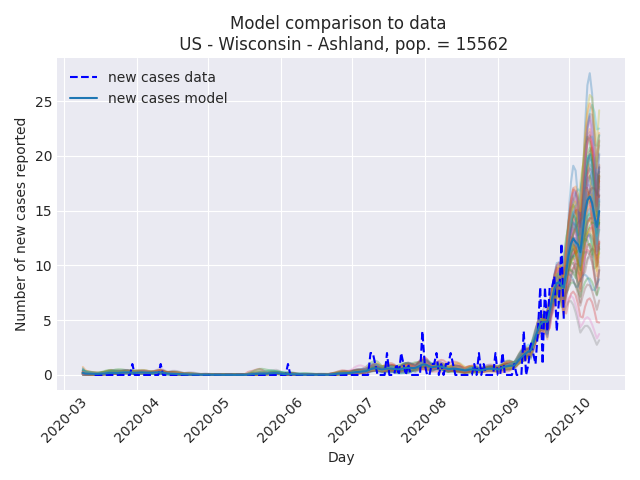 Model comparison to data
US - Wisconsin - Ashland, pop. = 15562
new cases data
new cases model
Number of new cases reported
25
20
15
10
5
0
2020-03
2020-04
2020-05
2020-06
2020-07
2020-08
2020-09
2020-10
Day